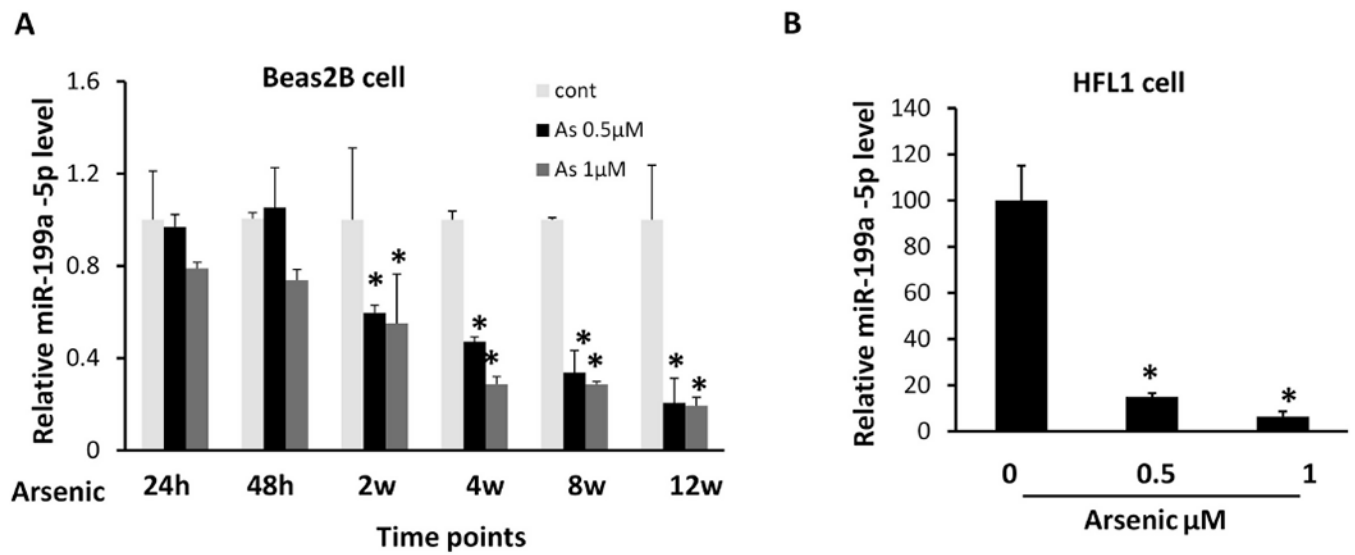 A
Beas2B cell
Relative miR-199a -5p level
1.6
1.2
0.8
0.4
0
cont
As 0.5µM
As 1µM
* *
* *
* *
* *
Arsenic 24h 48h 2w 4w 8w 12w
Time points
B
HFL1 cell
Relative miR-199a -5p level
140
120
100
80
60
40
20
0
* *
0 0.5 1
Arsenic µM